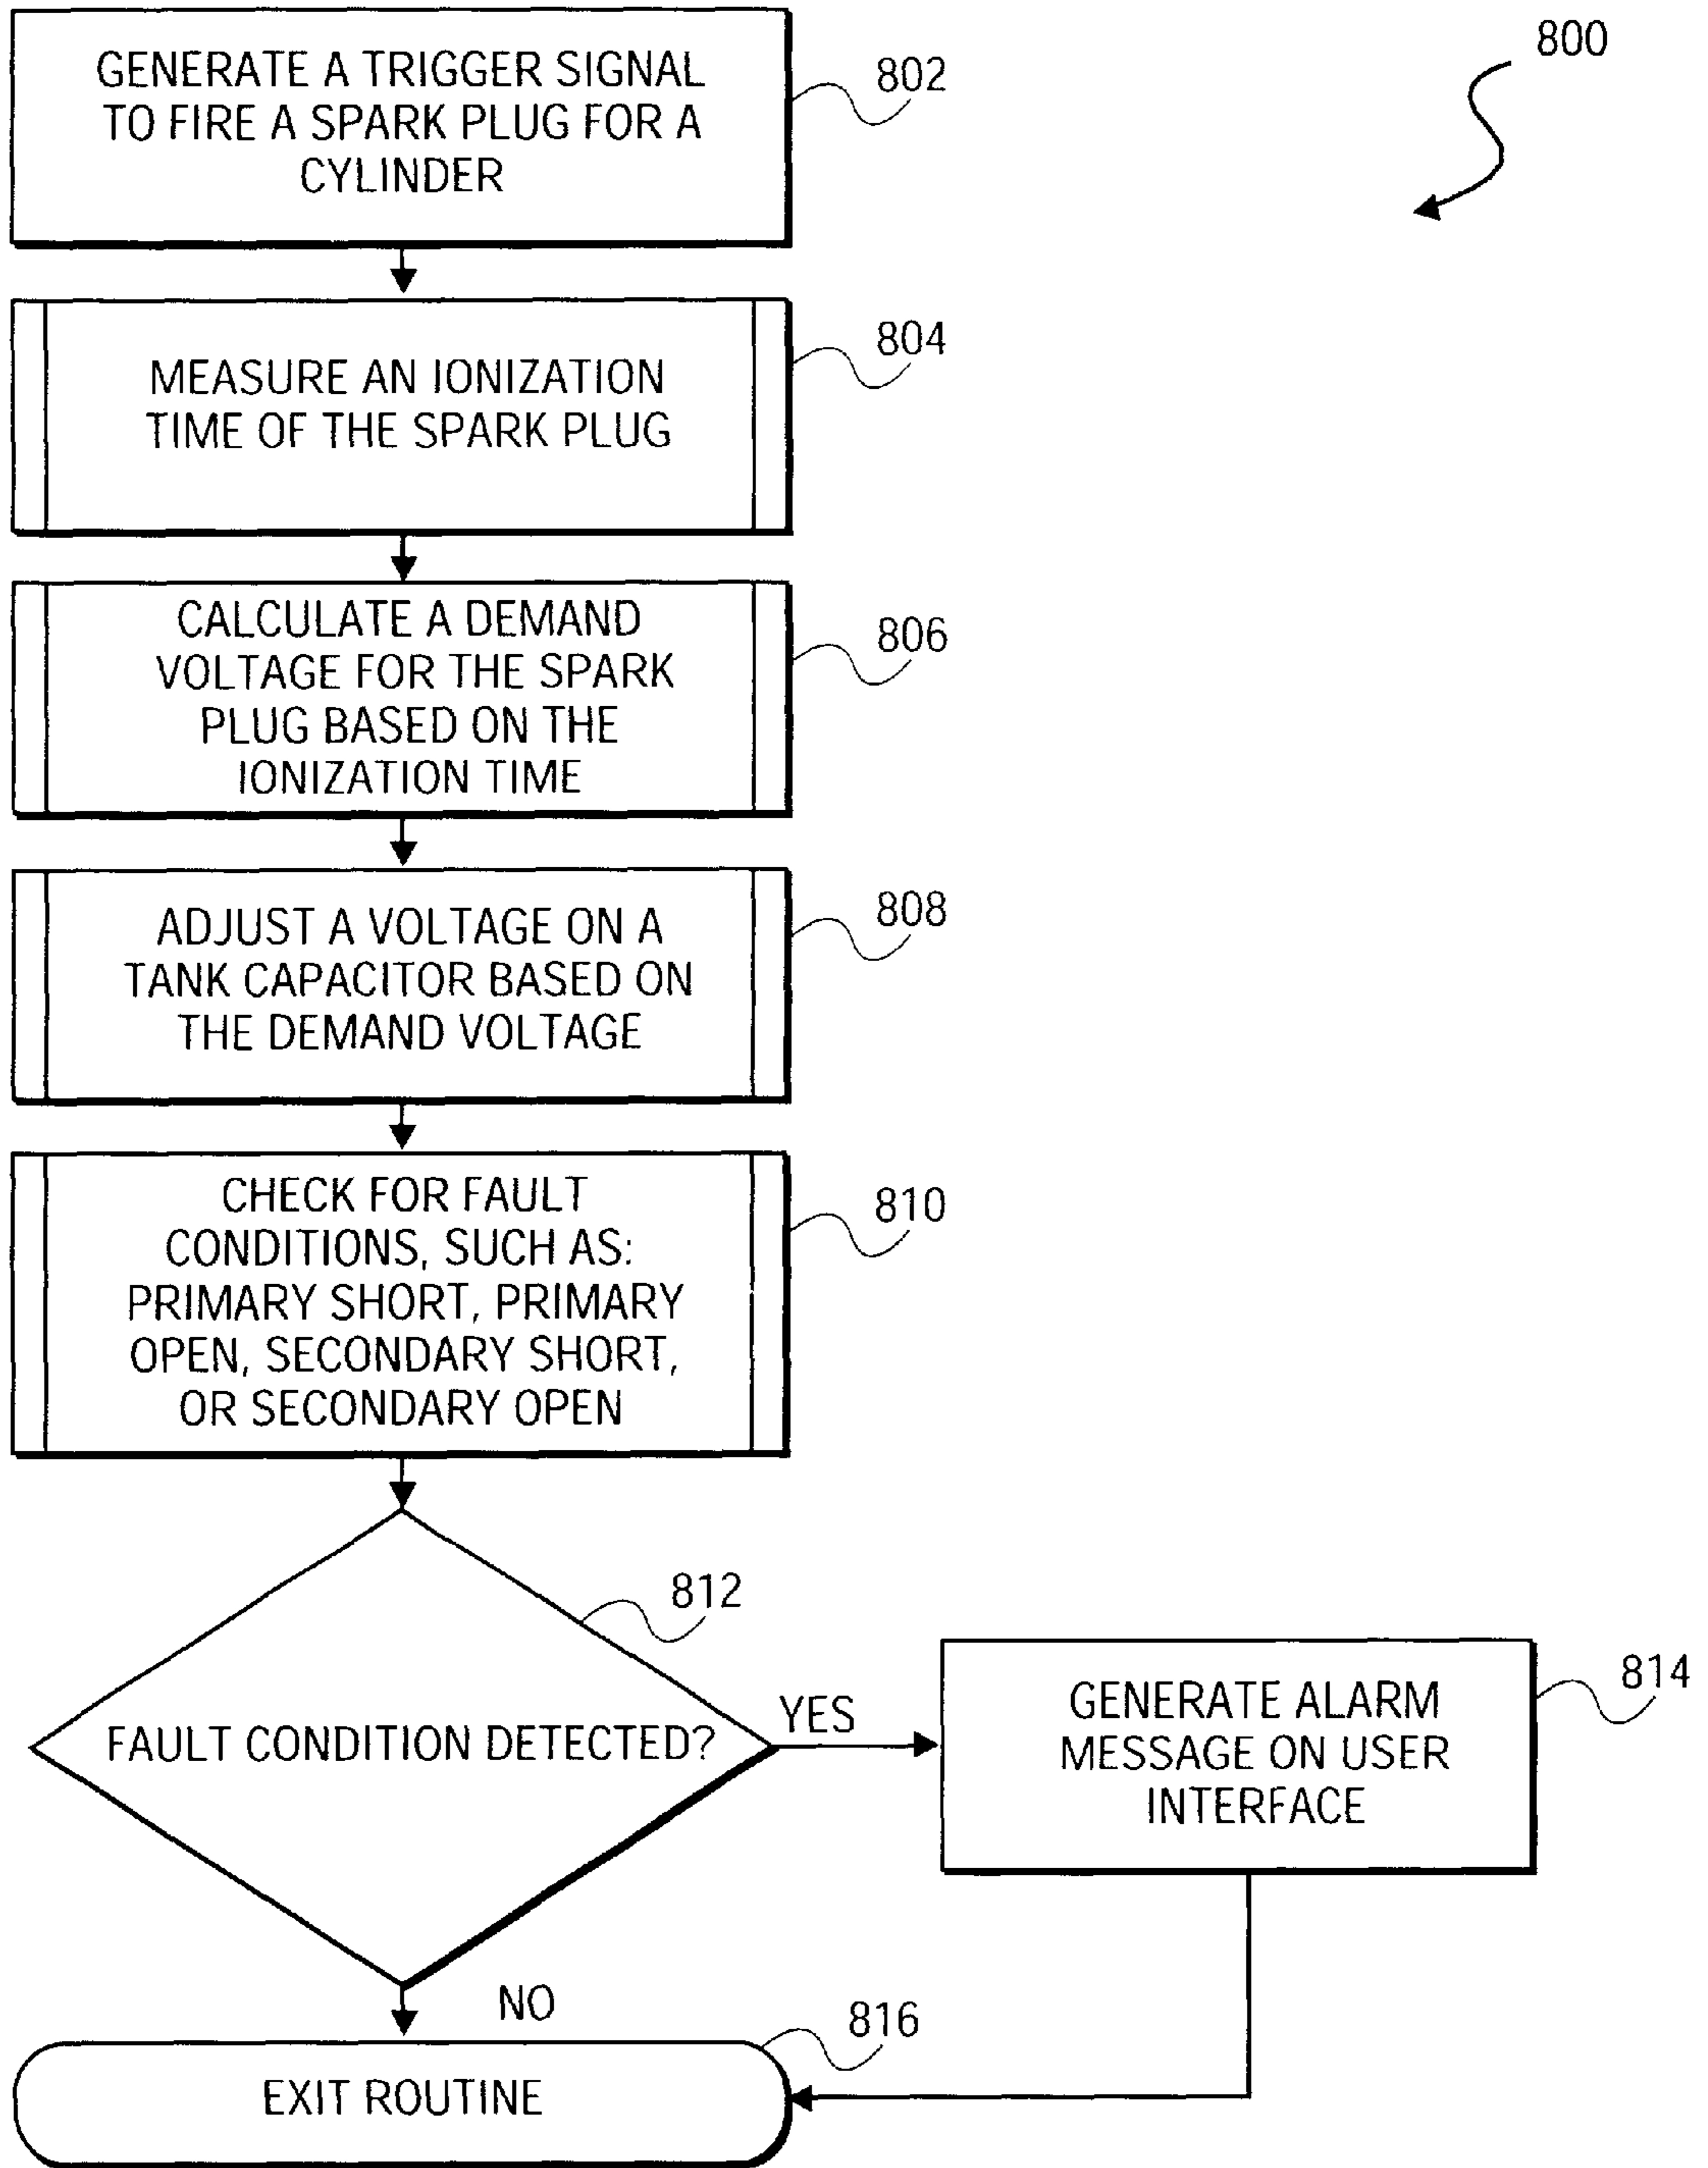 800
GENERATE A TRIGGER SIGNAL
TO FIRE A SPARK PLUG FOR A
CYLINDER
802
MEASURE AN IONIZATION
TIME OF THE SPARK PLUG
804
CALCULATE A DEMAND
VOLTAGE FOR THE SPARK
PLUG BASED ON THE
IONIZATION TIME
806
ADJUST A VOLTAGE ON A
TANK CAPACITOR BASED ON
THE DEMAND VOLTAGE
808
CHECK FOR FAULT
CONDITIONS, SUCH AS:
PRIMARY SHORT, PRIMARY
OPEN, SECONDARY SHORT,
OR SECONDARY OPEN
810
812
FAULT CONDITION DETECTED?
YES
GENERATE ALARM
MESSAGE ON USER
INTERFACE
814
NO
816
EXIT ROUTINE